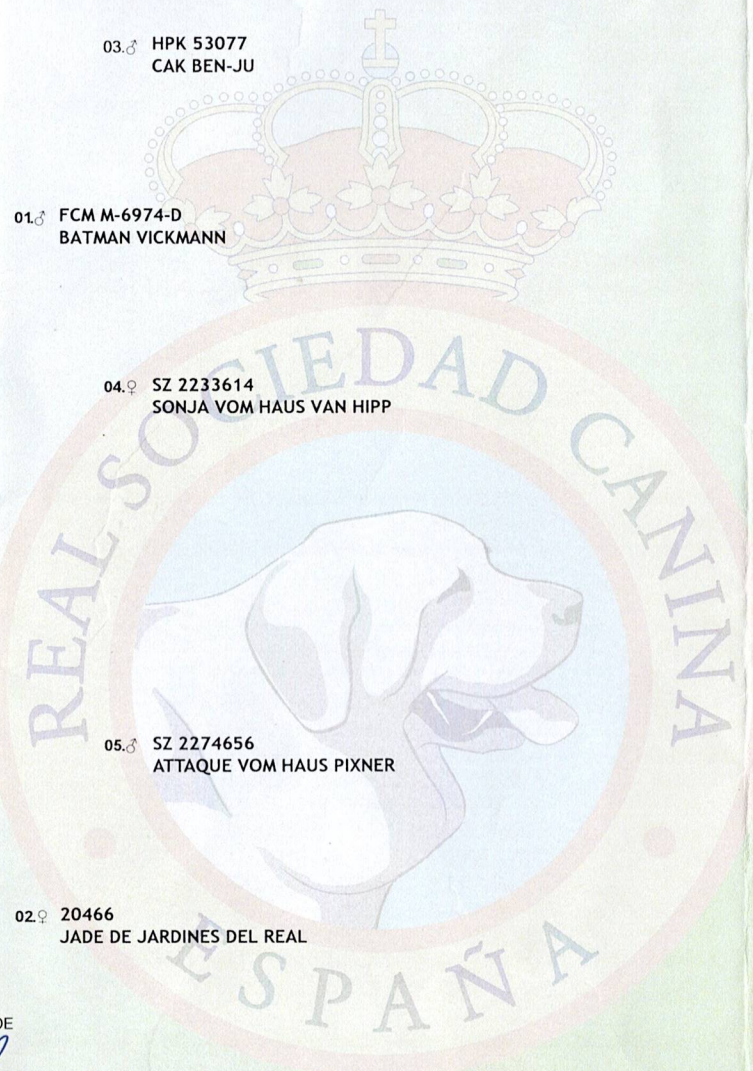 03.♂ HPK 53077
CAK BEN-JU
01.♂ FCM M-6974-D
BATMAN VICKMANN
04.♀ SZ 2233614
SONJA VOM HAUS VAN HIPP
REAL SOCIEDAD CANINA
05.♂ SZ 2274656
ATTAQUE VOM HAUS PIXNER
02.♀ 20466
JADE DE JARDINES DEL REAL
ESPAÑA
DE